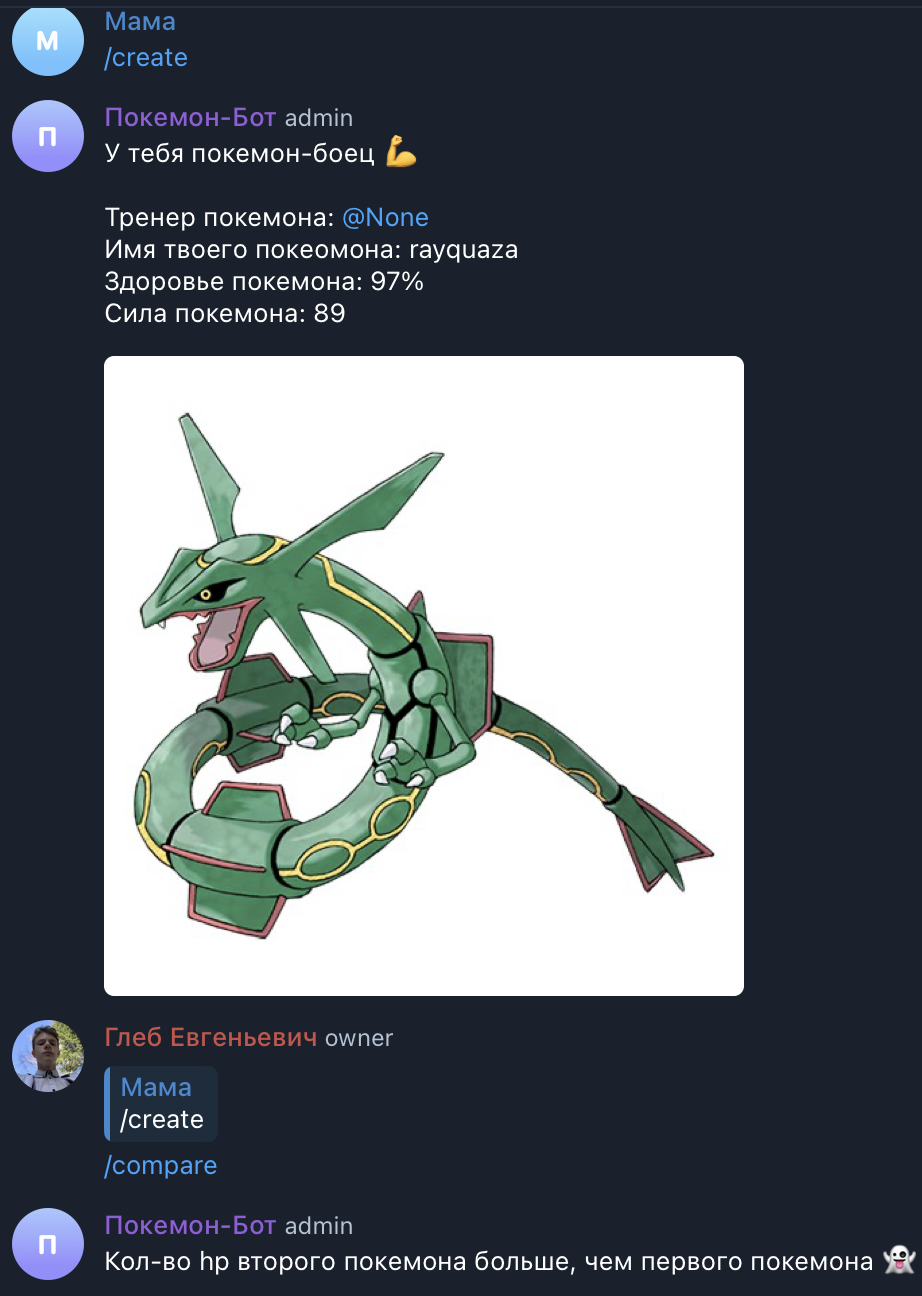 М
Мама
/create
П
Покемон-Бот admin
У тебя покемон-боец 💪
Тренер покемона: @None
Имя твоего покеомона: rayquaza
Здоровье покемона: 97%
Сила покемона: 89
Глеб Евгеньевич owner
Мама
/create
/compare
П
Покемон-Бот admin
Кол-во hp второго покемона больше, чем первого покемона 👻